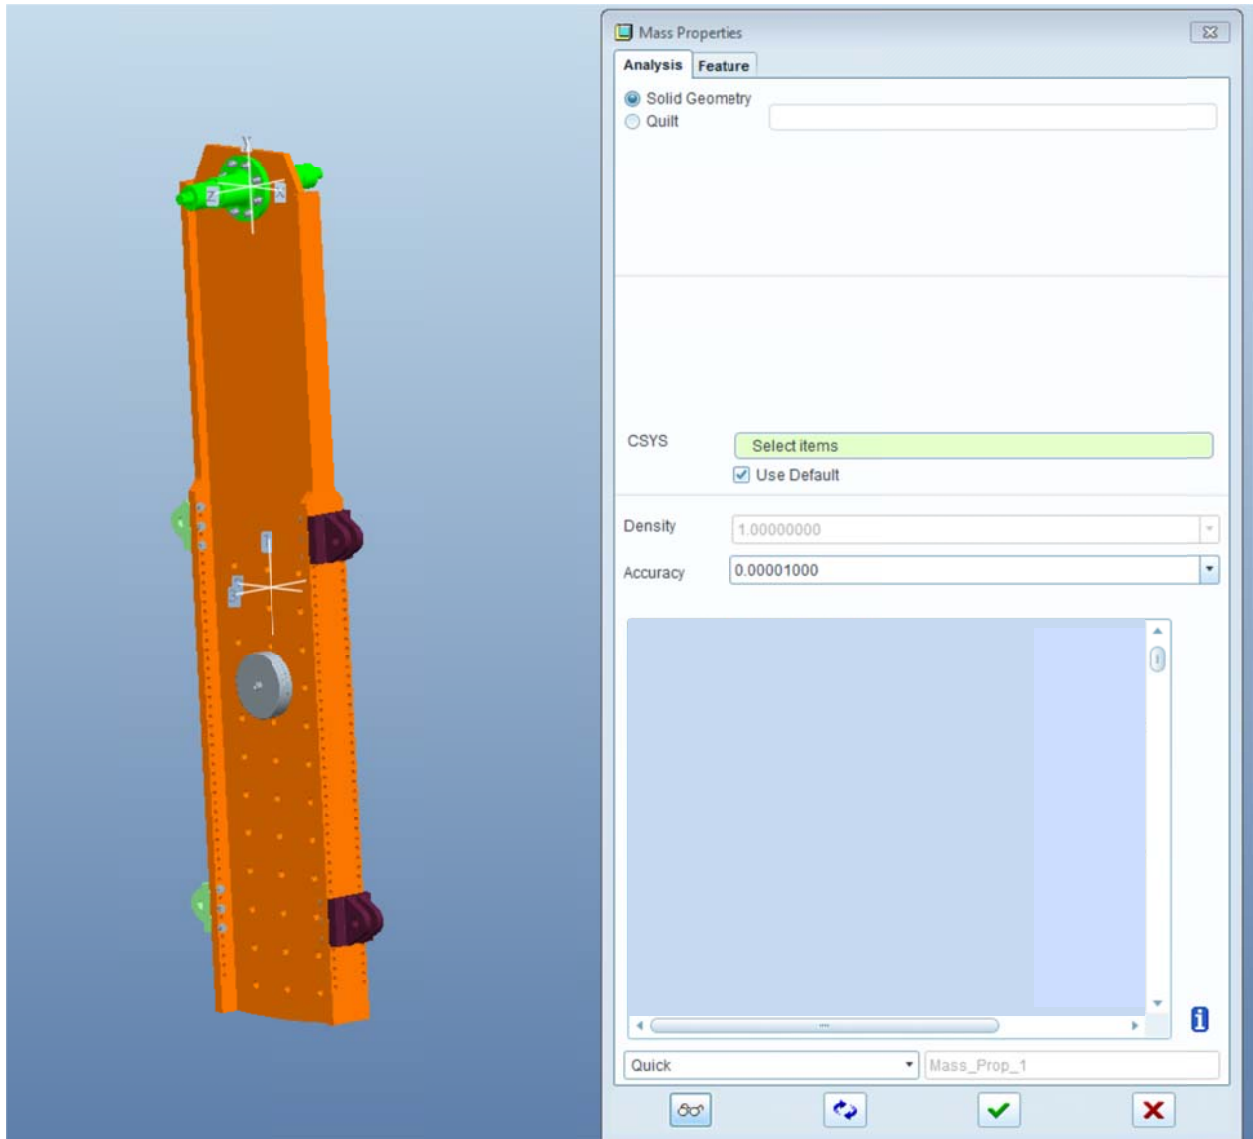 Mass Properties
Analysis Feature
Solid Geometry
Quilt
CSYS
Select items
Use Default
Density
1.00000000
Accuracy
0.00001000
Quick
Mass_Prop_1
Y
Z
X